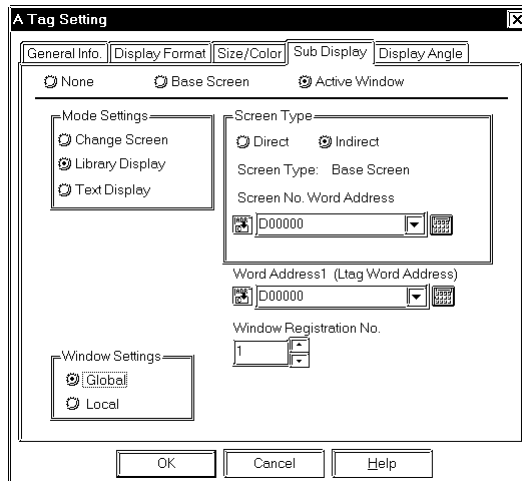 A Tag Setting
General Info. Display Format Size/Color Sub Display Display Angle
None Base Screen Active Window
Mode Settings
Change Screen
Library Display
Text Display
Screen Type
Direct Indirect
Screen Type: Base Screen
Screen No. Word Address
D00000
Word Address1 (Ltag Word Address)
D00000
Window Registration No.
1
Window Settings
Global
Local
OK Cancel Help